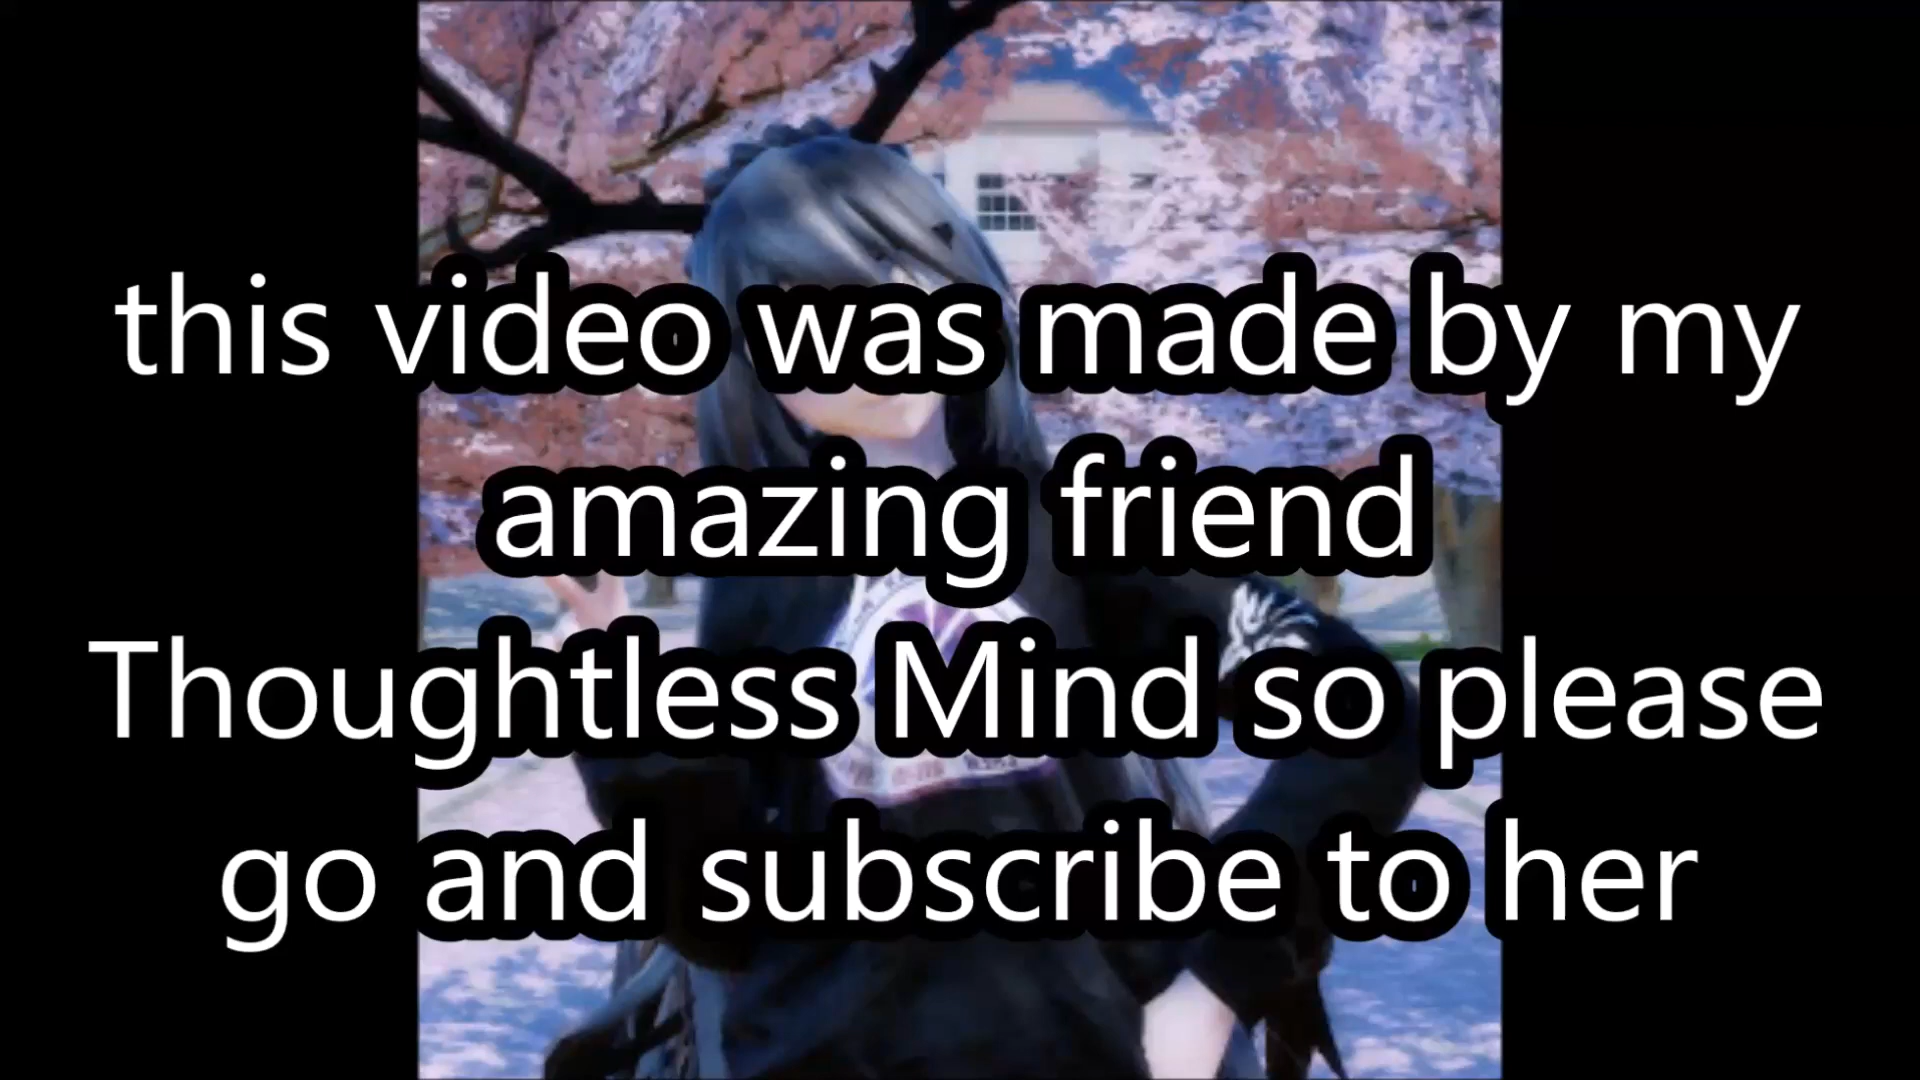 this video was made by my
amazing friend
Thoughtless Mind so please
go and subscribe to her